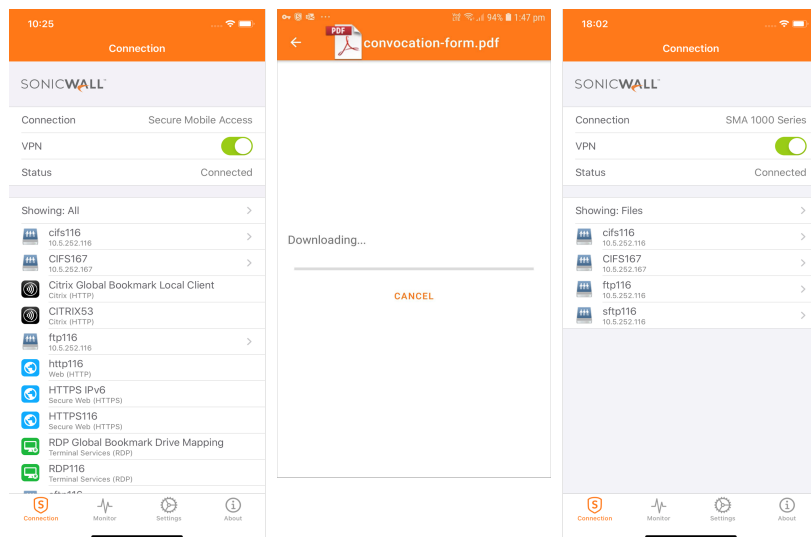 10:25
Connection
SONICWALL™
Connection Secure Mobile Access
VPN
Status Connected
Showing: All
cifs116
10.5.252.116
CIFS167
10.5.252.167
Citrix Global Bookmark Local Client
Citrix (HTTP)
CITRIX53
Citrix (HTTP)
ftp116
10.5.252.116
http116
Web (HTTP)
HTTPS IPv6
Secure Web (HTTPS)
HTTPS116
Secure Web (HTTPS)
RDP Global Bookmark Drive Mapping
Terminal Services (RDP)
RDP116
Terminal Services (RDP)
Connection Monitor Settings About
94% 1:47 pm
PDF
convocation-form.pdf
Downloading...
CANCEL
18:02
Connection
SONICWALL™
Connection SMA 1000 Series
VPN
Status Connected
Showing: Files
cifs116
10.5.252.116
CIFS167
10.5.252.167
ftp116
10.5.252.116
sftp116
10.5.252.116
Connection Monitor Settings About